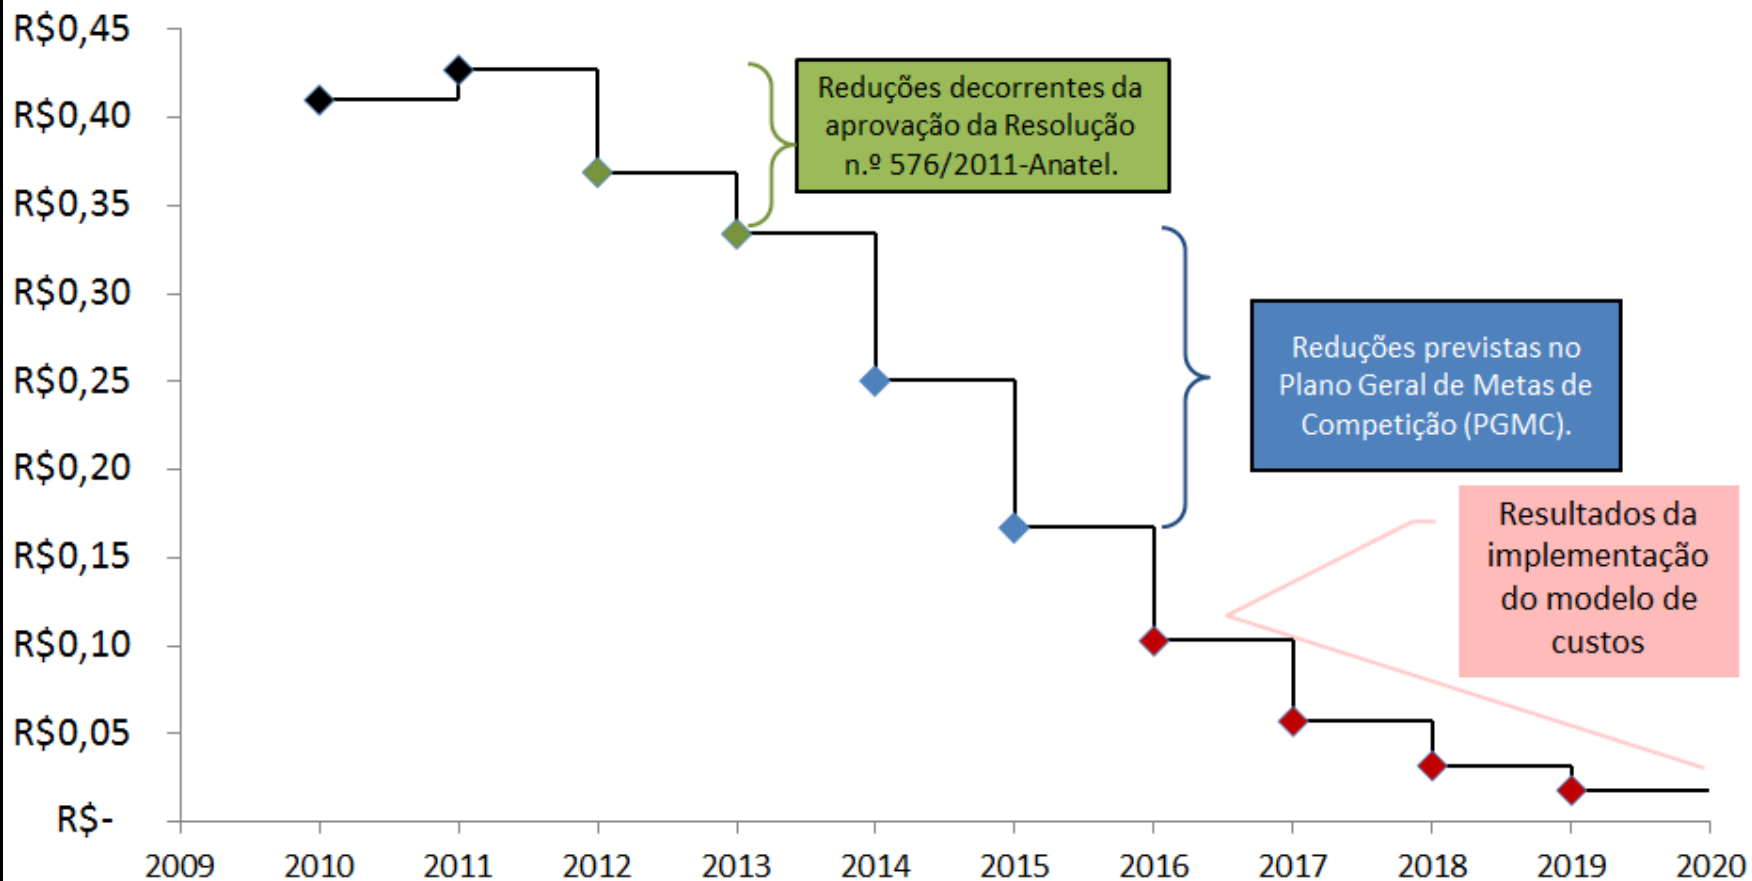 R$0,45
R$0,40
R$0,35
R$0,30
R$0,25
R$0,20
R$0,15
R$0,10
R$0,05
R$-
Reduções decorrentes da
aprovação da Resolução
n.º 576/2011-Anatel.
Reduções previstas no
Plano Geral de Metas de
Competição (PGMC).
Resultados da
implementação
do modelo de
custos
2009 2010 2011 2012 2013 2014 2015 2016 2017 2018 2019 2020